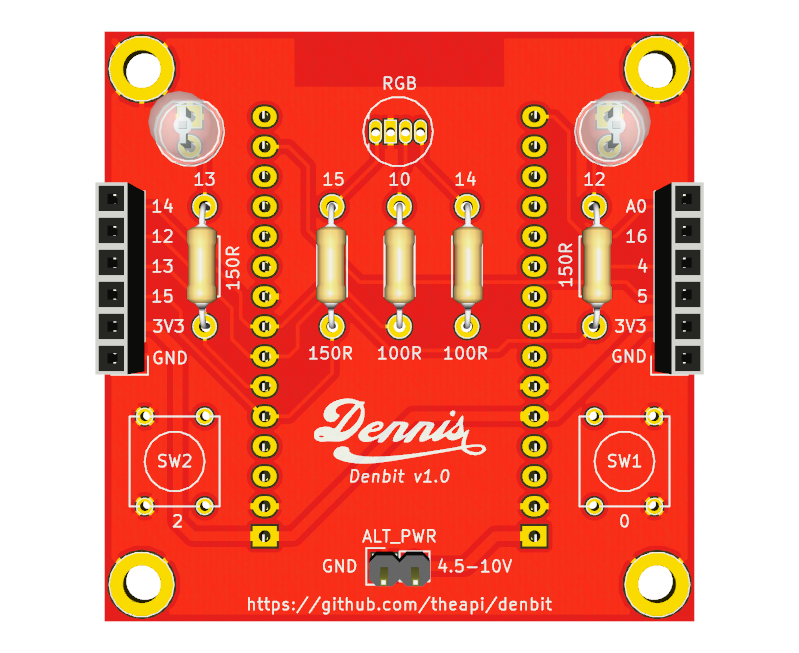 RGB
13
15 10 14
12
14
12
13
15
3V3
GND
150R
150R
A0
16
4
5
3V3
GND
150R 100R 100R
Dennis
Denbit v1.0
SW2
2
SW1
0
ALT_PWR
GND 4.5-10V
https://github.com/theapi/denbit